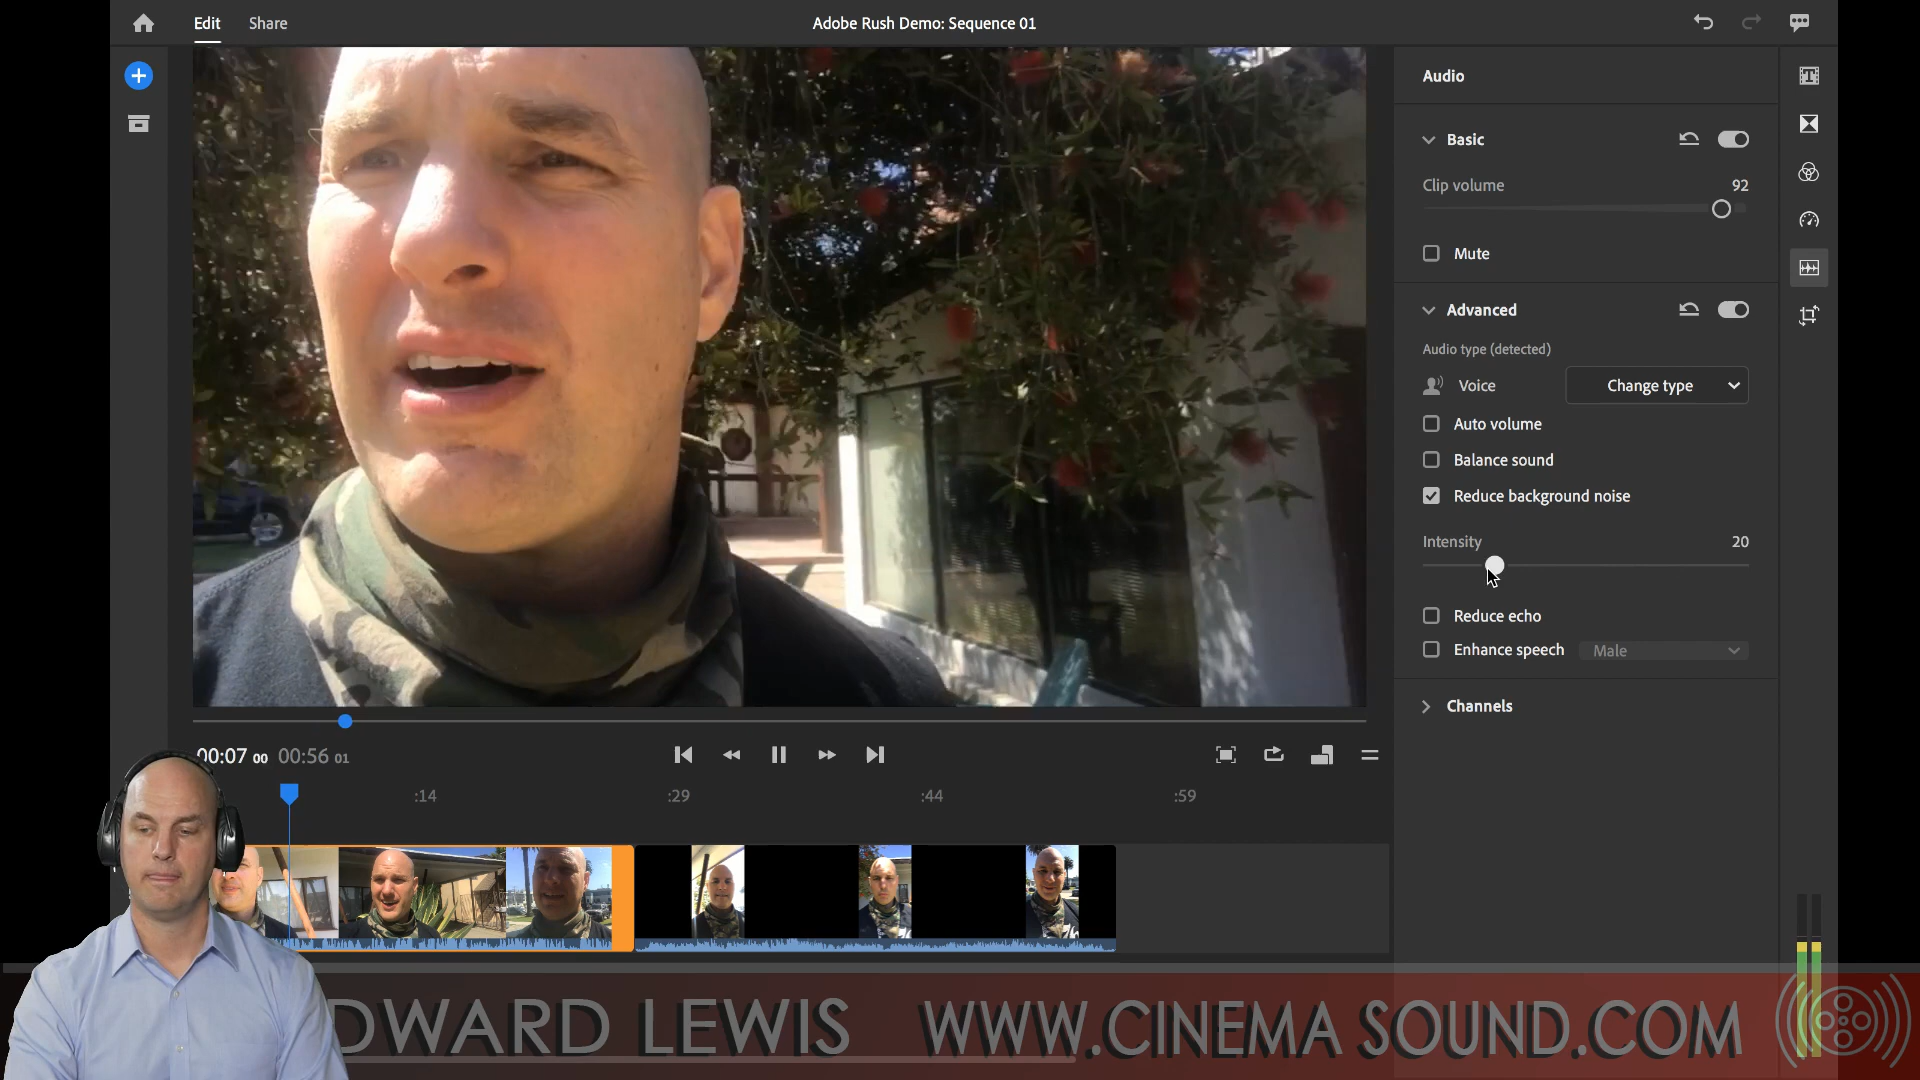 Edit
Share
Adobe Rush Demo: Sequence 01
Audio
Basic
Clip volume
92
Mute
Advanced
Audio type (detected)
Voice
Change type
Auto volume
Balance sound
Reduce background noise
Intensity
20
Reduce echo
Enhance speech
Male
Channels
00:07 00
00:56 01
:14
:29
:44
:59
DWARD LEWIS
WWW.CINEMA SOUND.COM